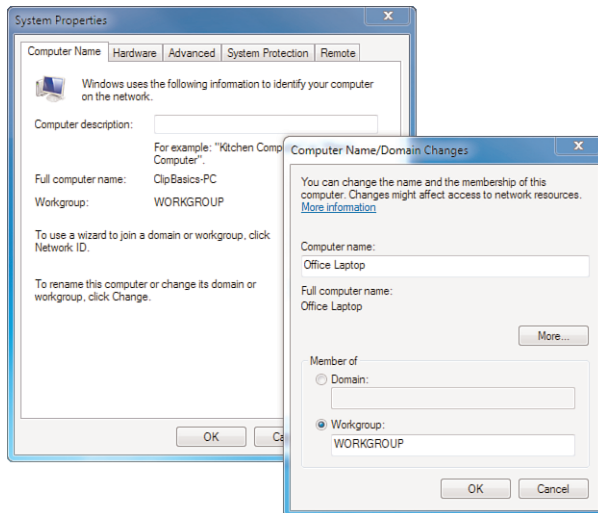 System Properties
Computer Name
Hardware
Advanced
System Protection
Remote
Windows uses the following information to identify your computer
on the network.
Computer description:
For example: "Kitchen
Computer".
Full computer name: ClipBasics-PC
Workgroup: WORKGROUP
To use a wizard to join a domain or workgroup, click
Network ID.
To rename this computer or change its domain or
workgroup, click Change.
OK
Computer Name/Domain Changes
You can change the name and the membership of this
computer. Changes might affect access to network resources.
More information
Computer name:
Office Laptop
Full computer name:
Office Laptop
More...
Member of
Domain:
Workgroup:
WORKGROUP
OK
Cancel